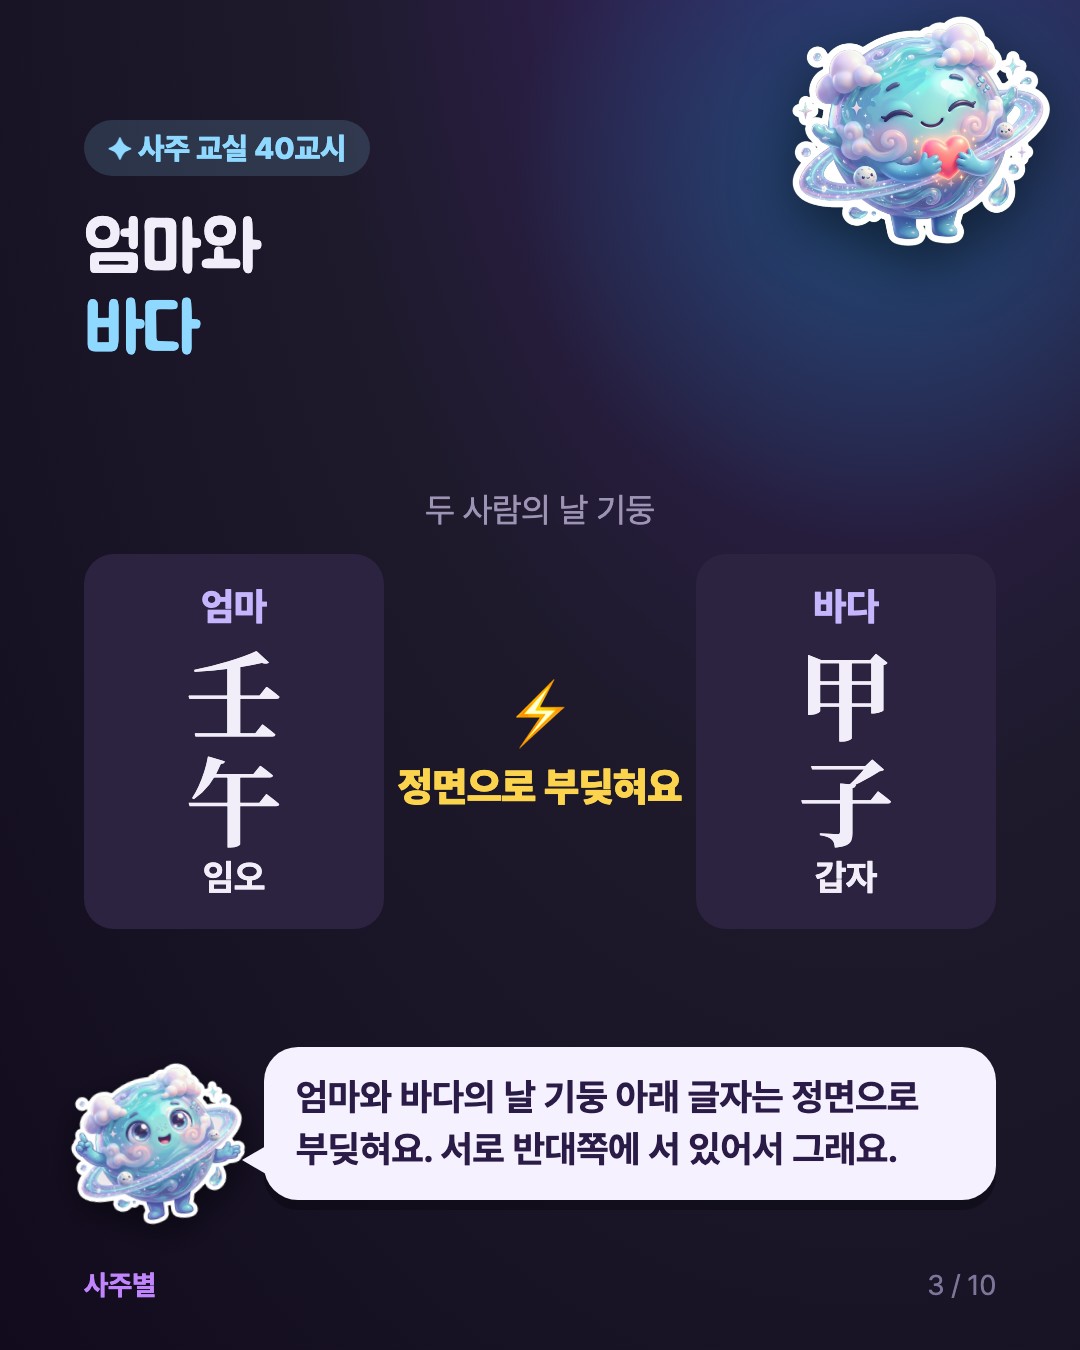 ✦ 사주 교실 40교시
엄마와
바다
두 사람의 날 기둥
엄마
壬
午
임오
⚡
정면으로 부딪혀요
바다
甲
子
갑자
엄마와 바다의 날 기둥 아래 글자는 정면으로
부딪혀요. 서로 반대쪽에 서 있어서 그래요.
사주별
3 / 10